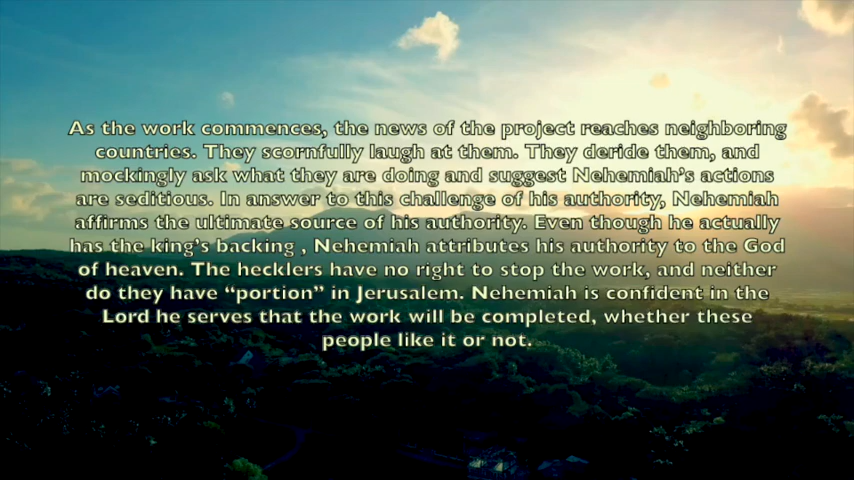 As the work commences, the news of the project reaches neighboring
countries. They scornfully laugh at them. They deride them, and
mockingly ask what they are doing and suggest Nehemiah's actions
are seditious. In answer to this challenge of his authority, Nehemiah
affirms the ultimate source of his authority. Even though he actually
has the king's backing , Nehemiah attributes his authority to the God
of heaven. The hecklers have no right to stop the work, and neither
do they have “portion” in Jerusalem. Nehemiah is confident in the
Lord he serves that the work will be completed, whether these
people like it or not.